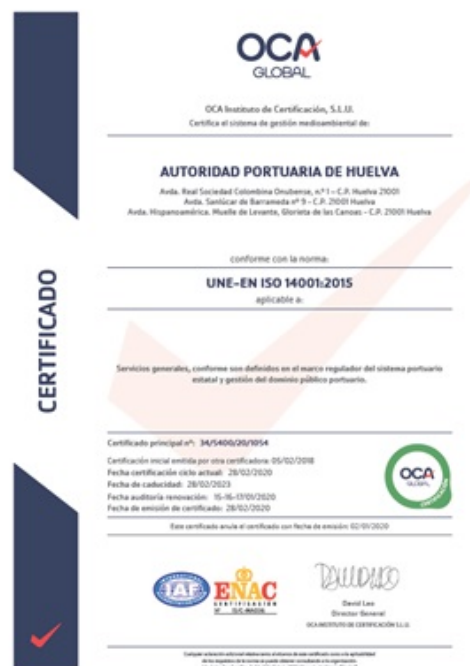 OCA
GLOBAL
OCA Instituto de Certificación, S.L.U.
Certifica el sistema de gestión medioambiental de:
AUTORIDAD PORTUARIA DE HUELVA
Avda. Real Sociedad Colombina Onubense, nº 1 – C.P. Huelva 21001
Avda. Sanlúcar de Barrameda nº 9 – C.P. 21001 Huelva
Avda. Hispanoamérica. Muelle de Levante, Glorieta de las Canoas – C.P. 21001 Huelva
conforme con la norma:
UNE-EN ISO 14001:2015
aplicable a:
CERTIFICADO
Servicios generales, conforme son definidos en el marco regulador del sistema portuario
estatal y gestión del dominio público portuario.
Certificado principal nº: 34/5400/20/1054
Certificación inicial emitida por otra certificadora: 05/02/2018
Fecha certificación ciclo actual: 28/02/2020
Fecha de caducidad: 28/02/2023
Fecha auditoría renovación: 15-16-17/01/2020
Fecha de emisión de certificado: 28/02/2020
OCA
GLOBAL
CERTIFICACIÓN
Este certificado anula el certificado con fecha de emisión: 02/01/2020
IAF
ENAC
CERTIFICACIÓN
David Lao
Director General
OCA INSTITUTO DE CERTIFICACIÓN S.L.U.